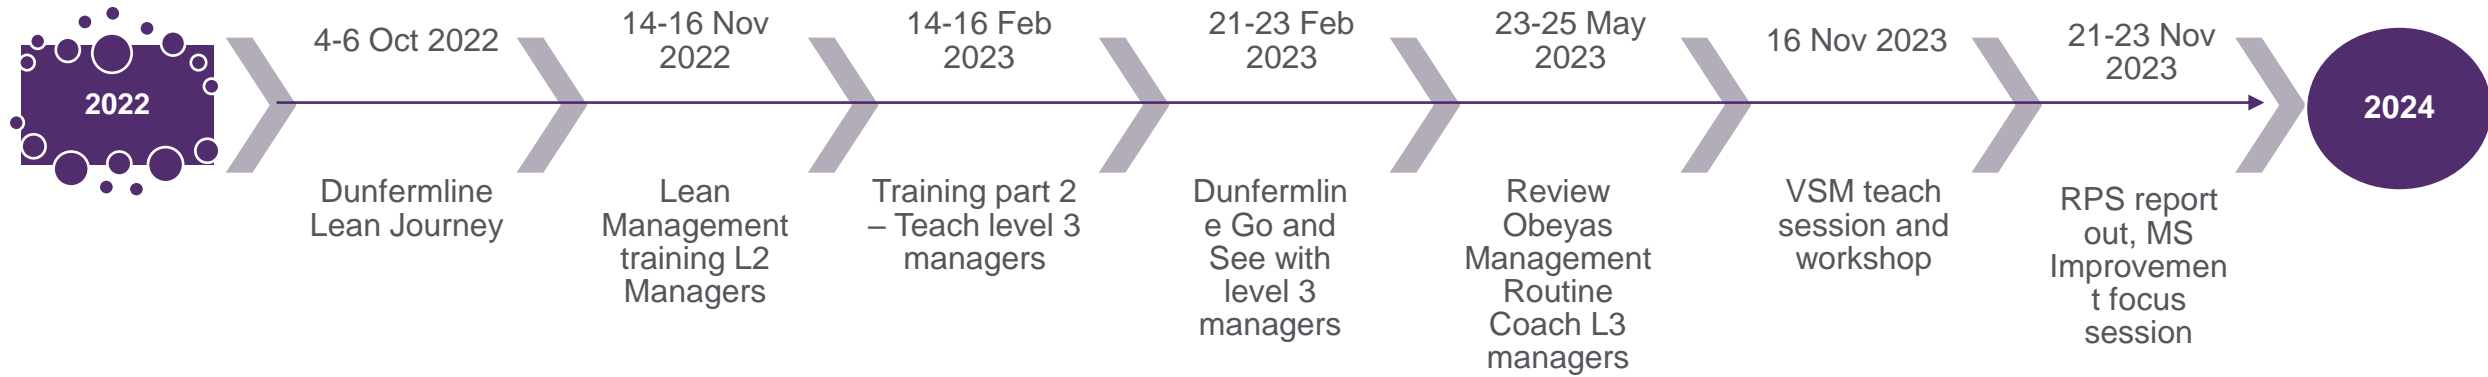 2022
4-6 Oct 2022
Dunfermline
Lean Journey
14-16 Nov
2022
Lean
Management
training L2
Managers
14-16 Feb
2023
Training part 2
– Teach level 3
managers
21-23 Feb
2023
Dunfermlin
e Go and
See with
level 3
managers
23-25 May
2023
Review
Obeyas
Management
Routine
Coach L3
managers
16 Nov 2023
VSM teach
session and
workshop
21-23 Nov
2023
RPS report
out, MS
Improvemen
t focus
session
2024